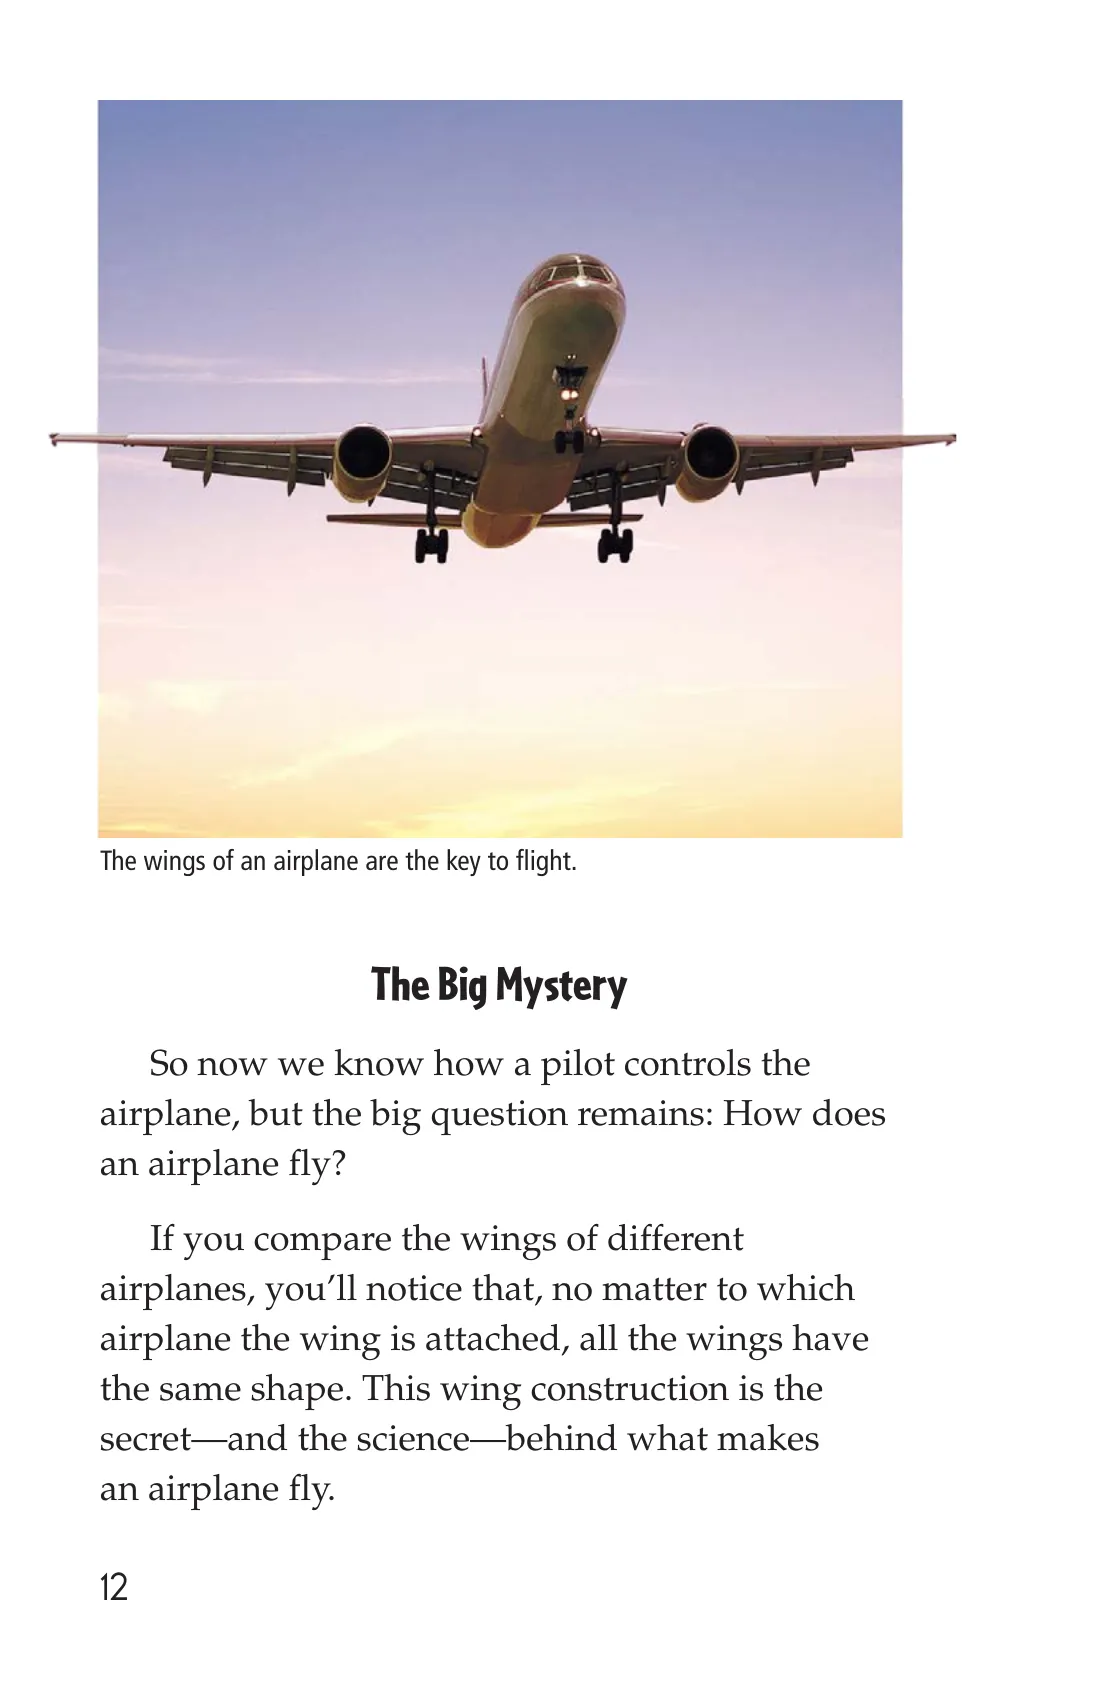 The wings of an airplane are the key to flight.
The Big Mystery
So now we know how a pilot controls the
airplane, but the big question remains: How does
an airplane fly?
If you compare the wings of different
airplanes, you’ll notice that, no matter to which
airplane the wing is attached, all the wings have
the same shape. This wing construction is the
secret—and the science—behind what makes
an airplane fly.
12